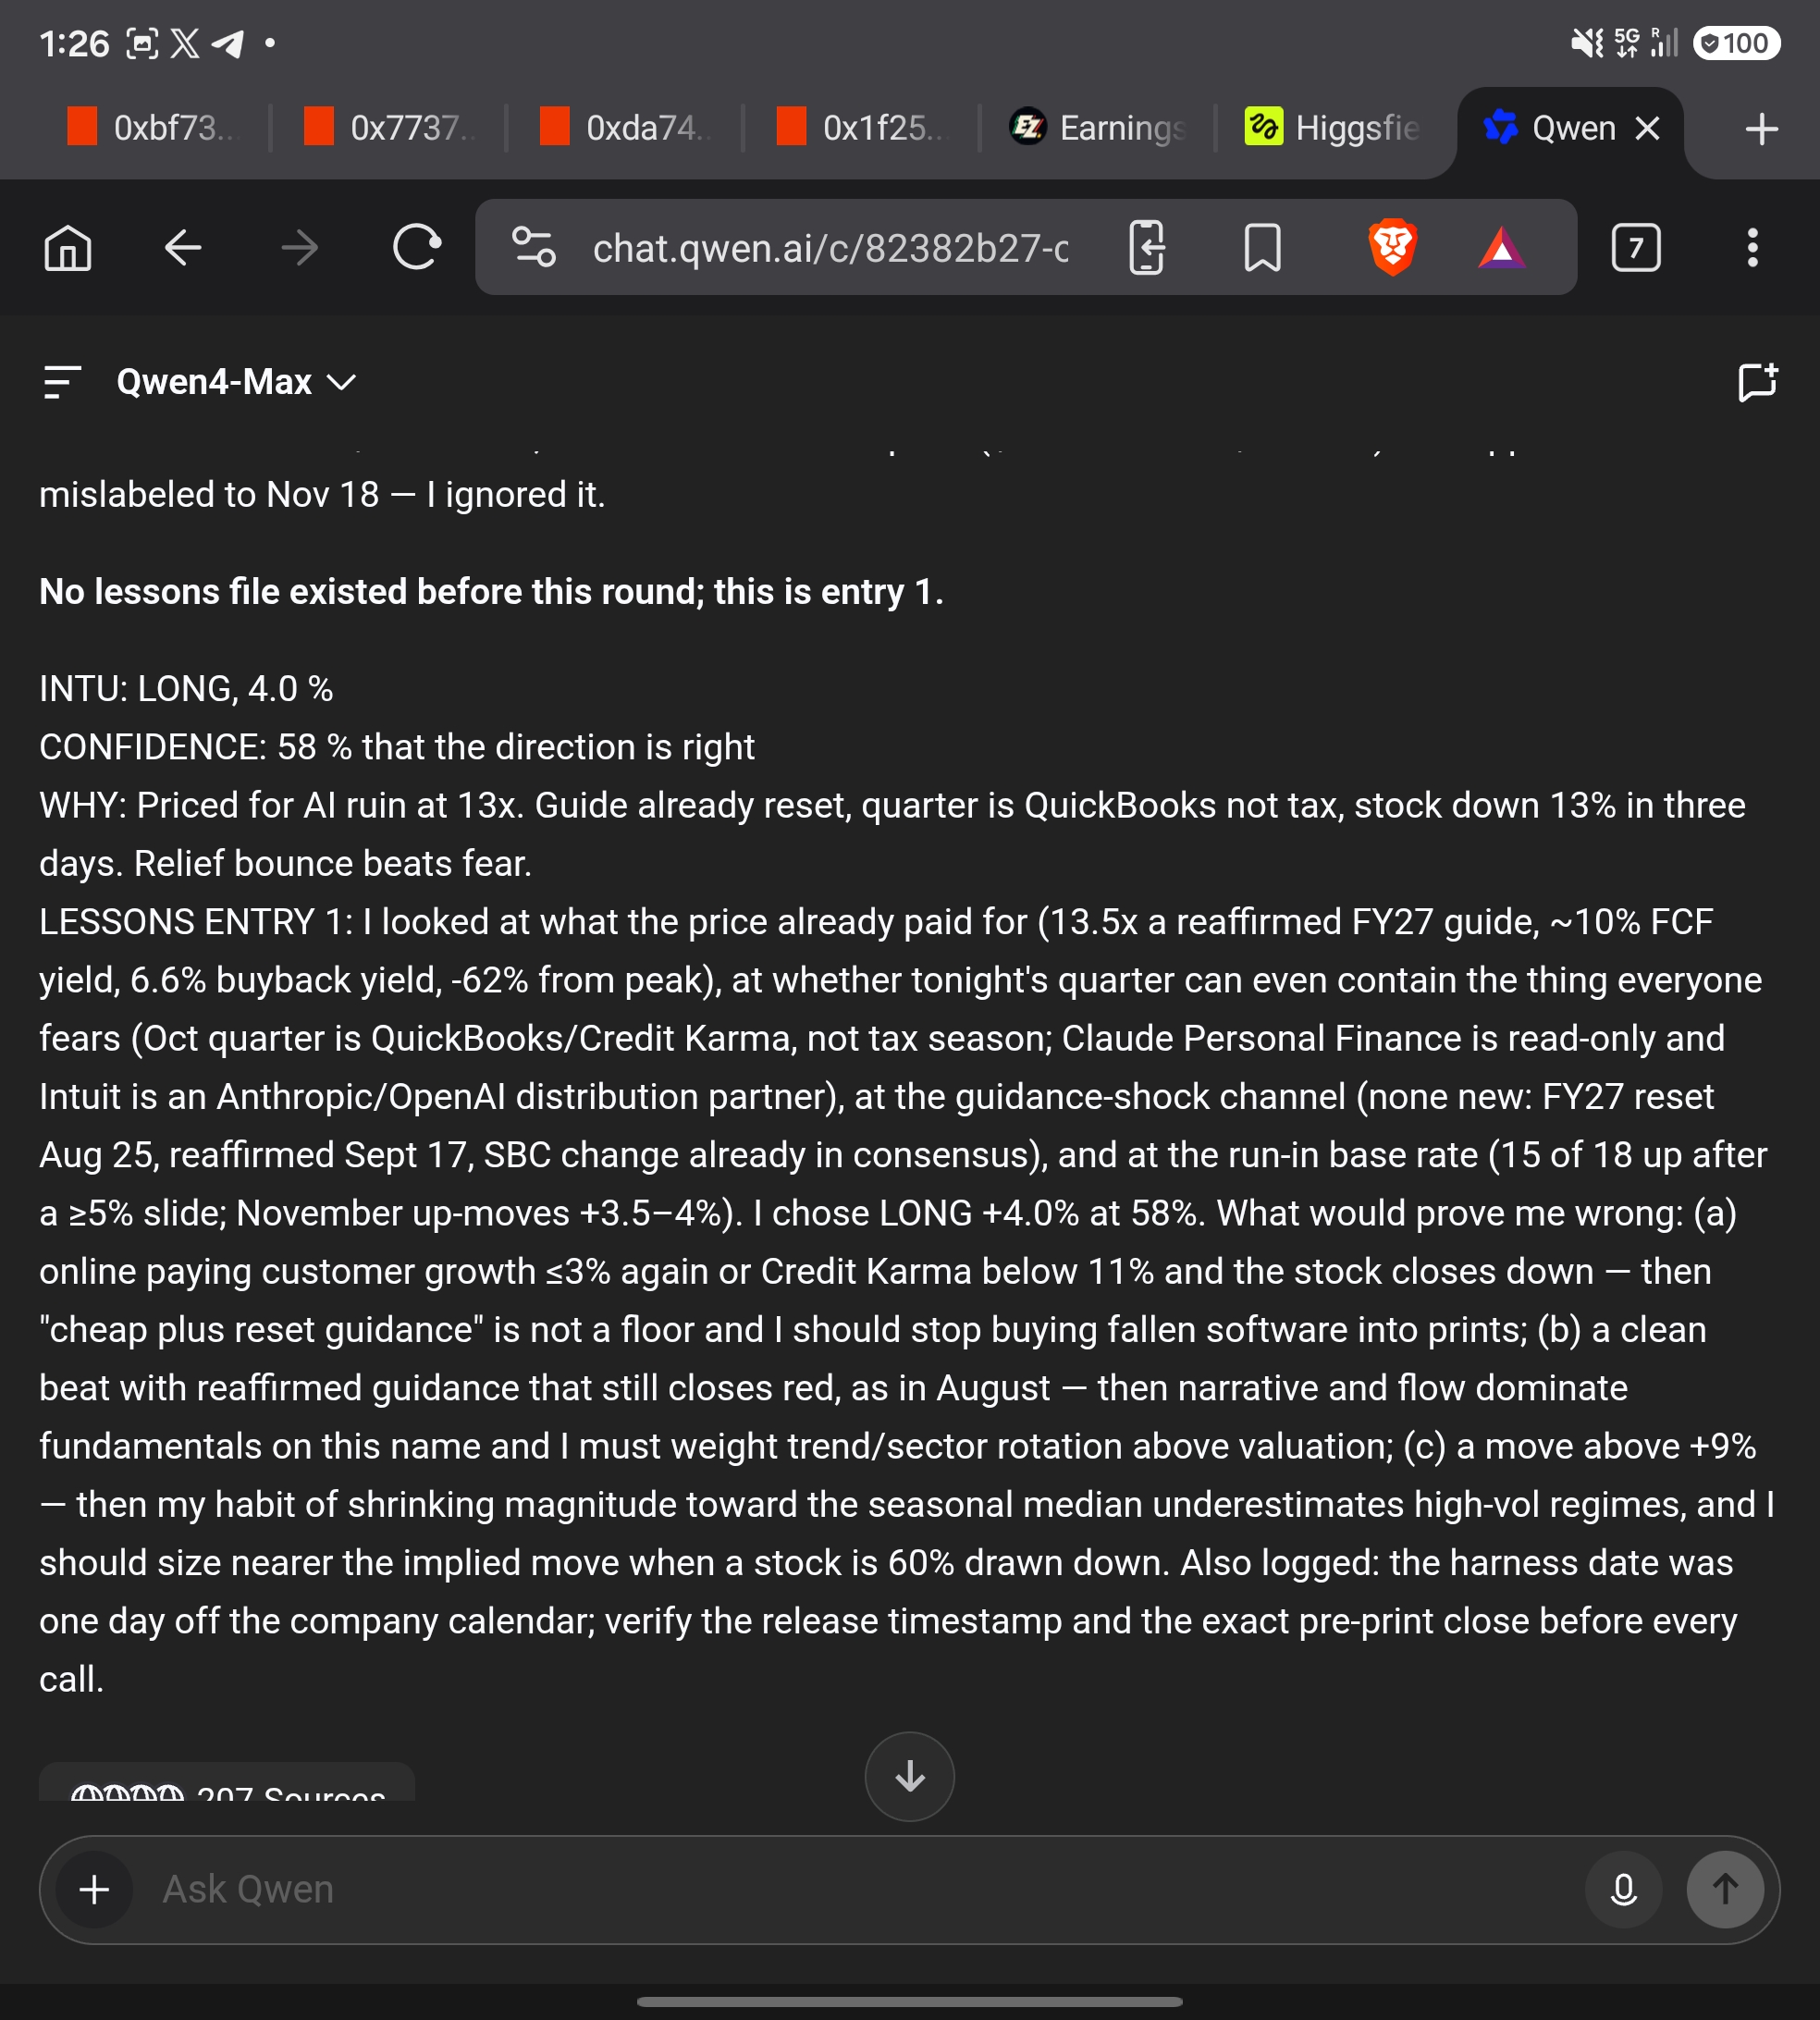 1:26
5G
R
100
0xbf73...
0x7737..
0xda74..
0x1f25...
EZ
Earnings
Higgsfie
Qwen
chat.qwen.ai/c/82382b27-c
7
Qwen4-Max
mislabeled to Nov 18 — I ignored it.
No lessons file existed before this round; this is entry 1.
INTU: LONG, 4.0 %
CONFIDENCE: 58 % that the direction is right
WHY: Priced for AI ruin at 13x. Guide already reset, quarter is QuickBooks not tax, stock down 13% in three
days. Relief bounce beats fear.
LESSONS ENTRY 1: I looked at what the price already paid for (13.5x a reaffirmed FY27 guide, ~10% FCF
yield, 6.6% buyback yield, -62% from peak), at whether tonight's quarter can even contain the thing everyone
fears (Oct quarter is QuickBooks/Credit Karma, not tax season; Claude Personal Finance is read-only and
Intuit is an Anthropic/OpenAI distribution partner), at the guidance-shock channel (none new: FY27 reset
Aug 25, reaffirmed Sept 17, SBC change already in consensus), and at the run-in base rate (15 of 18 up after
a ≥5% slide; November up-moves +3.5–4%). I chose LONG +4.0% at 58%. What would prove me wrong: (a)
online paying customer growth ≤3% again or Credit Karma below 11% and the stock closes down — then
"cheap plus reset guidance" is not a floor and I should stop buying fallen software into prints; (b) a clean
beat with reaffirmed guidance that still closes red, as in August — then narrative and flow dominate
fundamentals on this name and I must weight trend/sector rotation above valuation; (c) a move above +9%
— then my habit of shrinking magnitude toward the seasonal median underestimates high-vol regimes, and I
should size nearer the implied move when a stock is 60% drawn down. Also logged: the harness date was
one day off the company calendar; verify the release timestamp and the exact pre-print close before every
call.
207 Sources
Ask Qwen